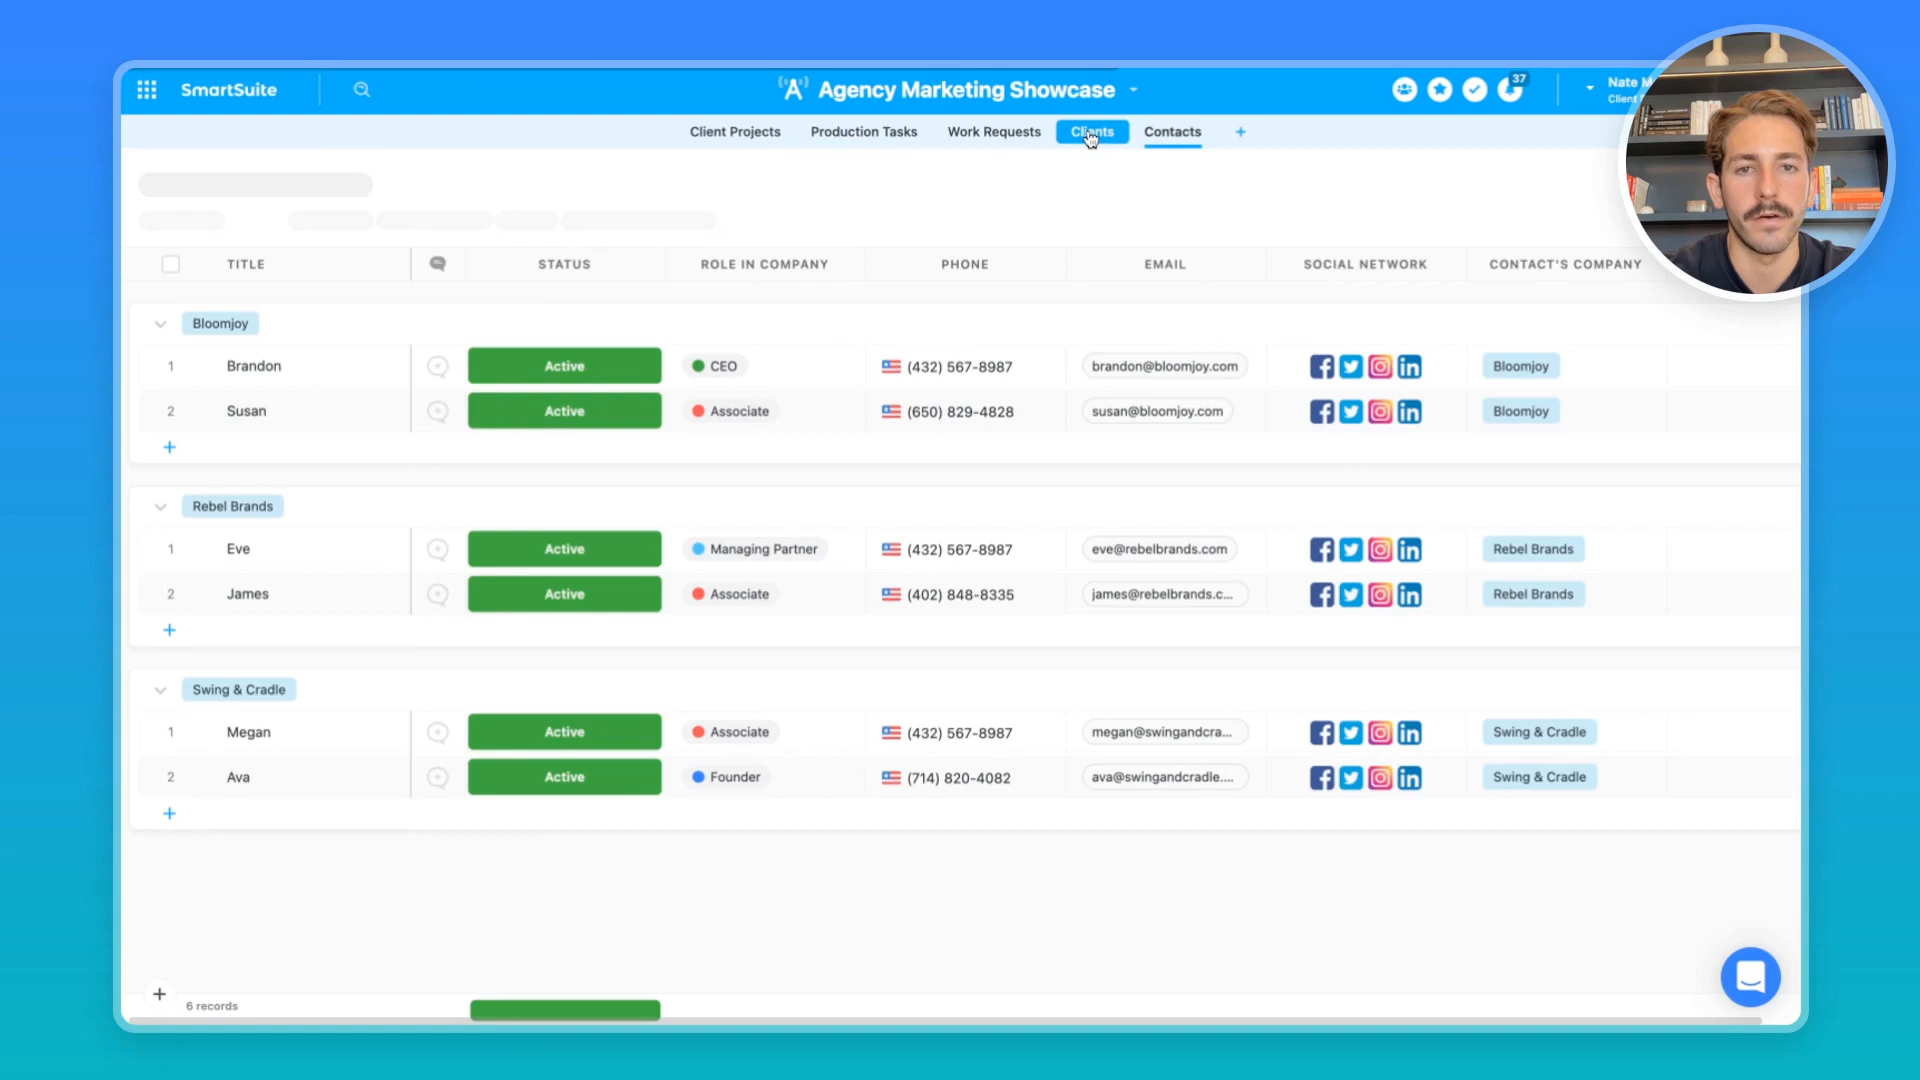 SmartSuite
Agency Marketing Showcase
37
Nate M
Client
Client Projects Production Tasks Work Requests Clients Contacts +
TITLE STATUS ROLE IN COMPANY PHONE EMAIL SOCIAL NETWORK CONTACT'S COMPANY
Bloomjoy
1 Brandon Active CEO (432) 567-8987 brandon@bloomjoy.com Bloomjoy
2 Susan Active Associate (650) 829-4828 susan@bloomjoy.com Bloomjoy
+
Rebel Brands
1 Eve Active Managing Partner (432) 567-8987 eve@rebelbrands.com Rebel Brands
2 James Active Associate (402) 848-8335 james@rebelbrands.c... Rebel Brands
+
Swing & Cradle
1 Megan Active Associate (432) 567-8987 megan@swingandcra... Swing & Cradle
2 Ava Active Founder (714) 820-4082 ava@swingandcradle.... Swing & Cradle
+
+ 6 records